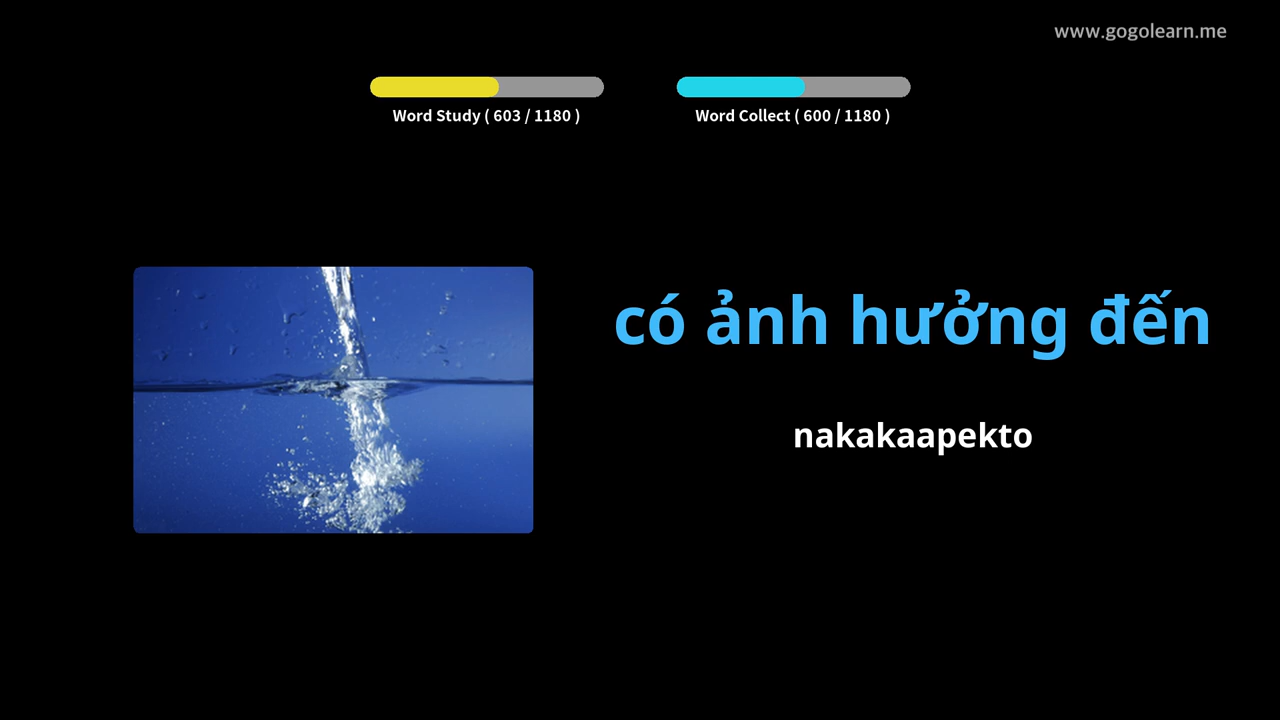 www.gogolearn.me
Word Study ( 603 / 1180 )
Word Collect ( 600 / 1180 )
có ảnh hưởng đến
nakakaapekto